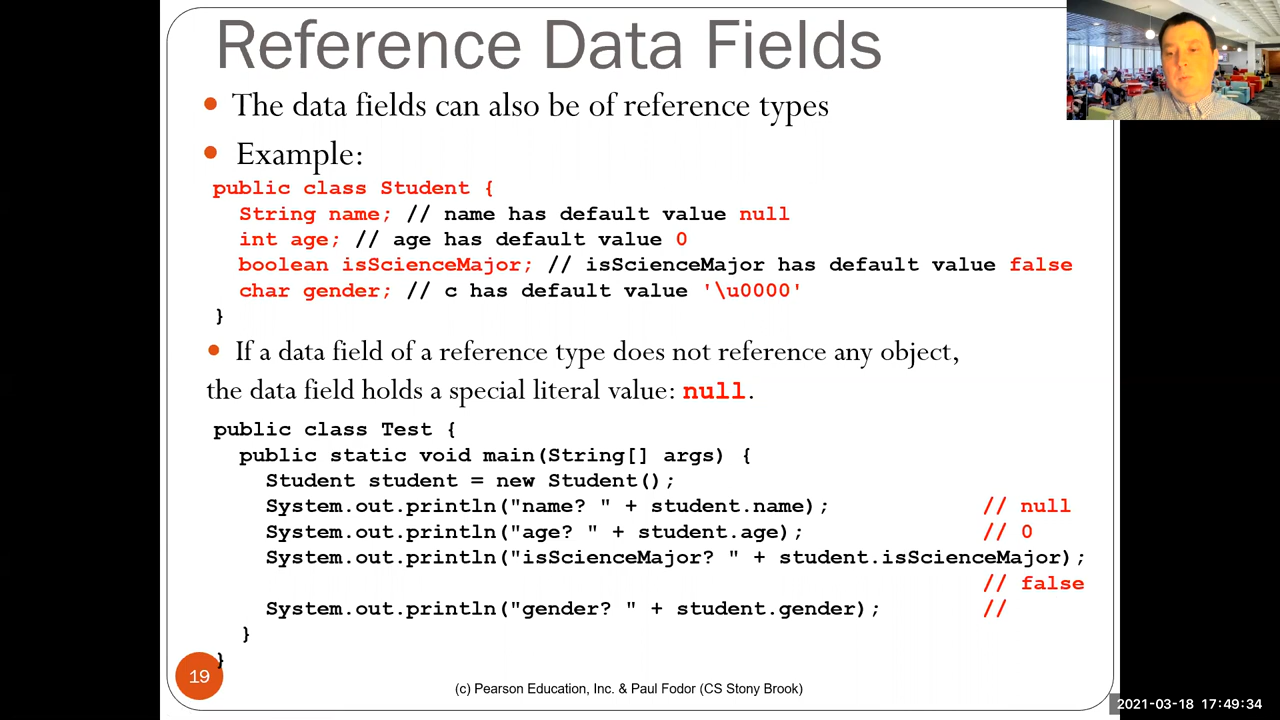 Reference Data Fields
• The data fields can also be of reference types
• Example:
public class Student {
String name; // name has default value null
int age; // age has default value 0
boolean isScienceMajor; // isScienceMajor has default value false
char gender; // c has default value '\u0000'
}
• If a data field of a reference type does not reference any object,
the data field holds a special literal value: null.
public class Test {
public static void main(String[] args) {
Student student = new Student();
System.out.println("name? " + student.name); // null
System.out.println("age? " + student.age); // 0
System.out.println("isScienceMajor? " + student.isScienceMajor);
// false
System.out.println("gender? " + student.gender); //
}
}
19
(c) Pearson Education, Inc. & Paul Fodor (CS Stony Brook)
2021-03-18 17:49:34